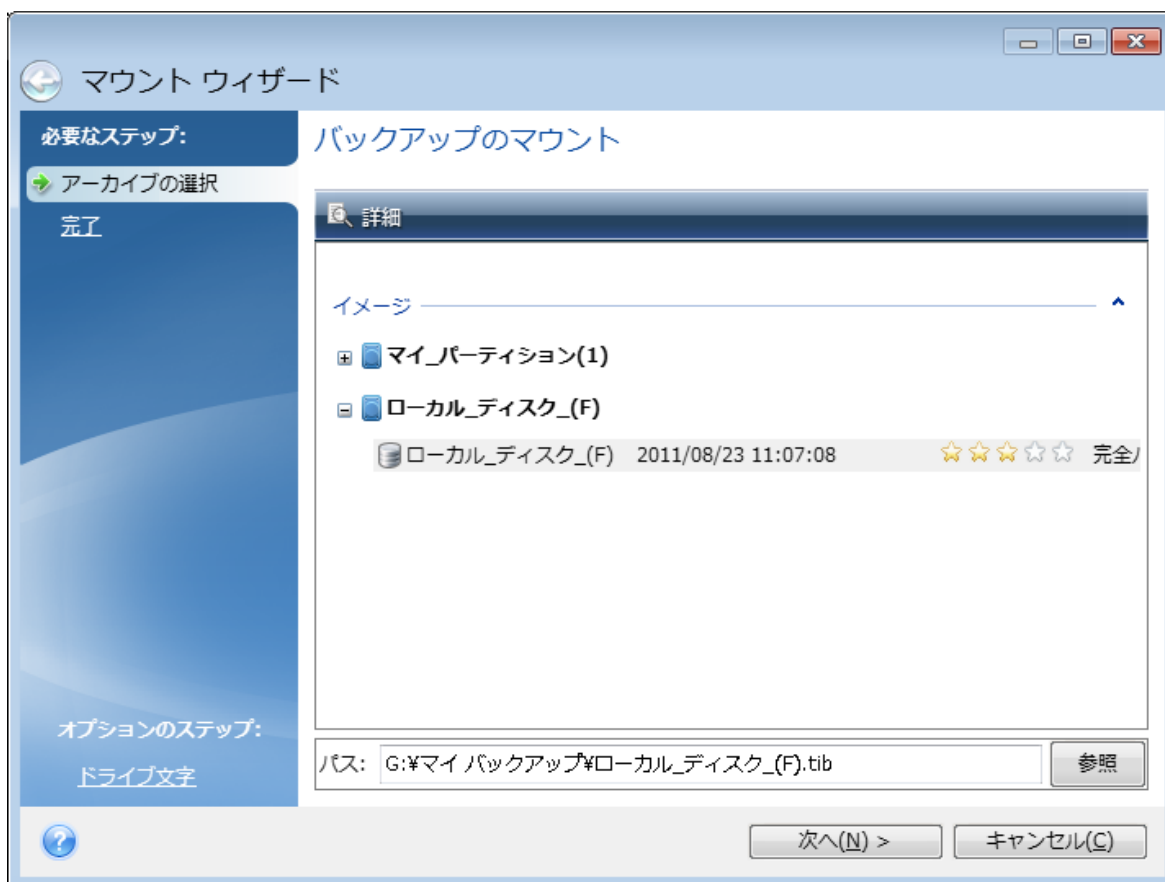 マウント ウィザード
必要なステップ:
アーカイブの選択
完了
オプションのステップ:
ドライブ文字
バックアップのマウント
詳細
イメージ
マイ_パーティション(1)
ローカル_ディスク_(F)
ローカル_ディスク_(F) 2011/08/23 11:07:08 完全
パス: G:¥マイ バックアップ¥ローカル_ディスク_(F).tib 参照
次へ(N) > キャンセル(C)